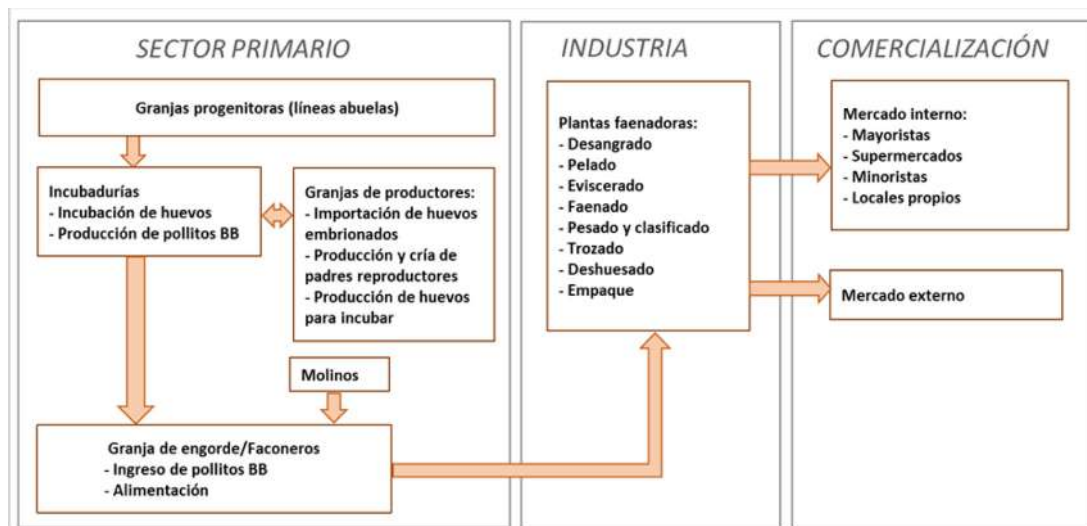 SECTOR PRIMARIO
Granjas progenitoras (líneas abuelas)
Incubadurías
- Incubación de huevos
- Producción de pollitos BB
Granjas de productores:
- Importación de huevos
embrionados
- Producción y cría de
padres reproductores
- Producción de huevos
para incubar
Molinos
Granja de engorde/Faconeros
- Ingreso de pollitos BB
- Alimentación
INDUSTRIA
Plantas faenadoras:
- Desangrado
- Pelado
- Eviscerado
- Faenado
- Pesado y clasificado
- Trozado
- Deshuesado
- Empaque
COMERCIALIZACIÓN
Mercado interno:
- Mayoristas
- Supermercados
- Minoristas
- Locales propios
Mercado externo